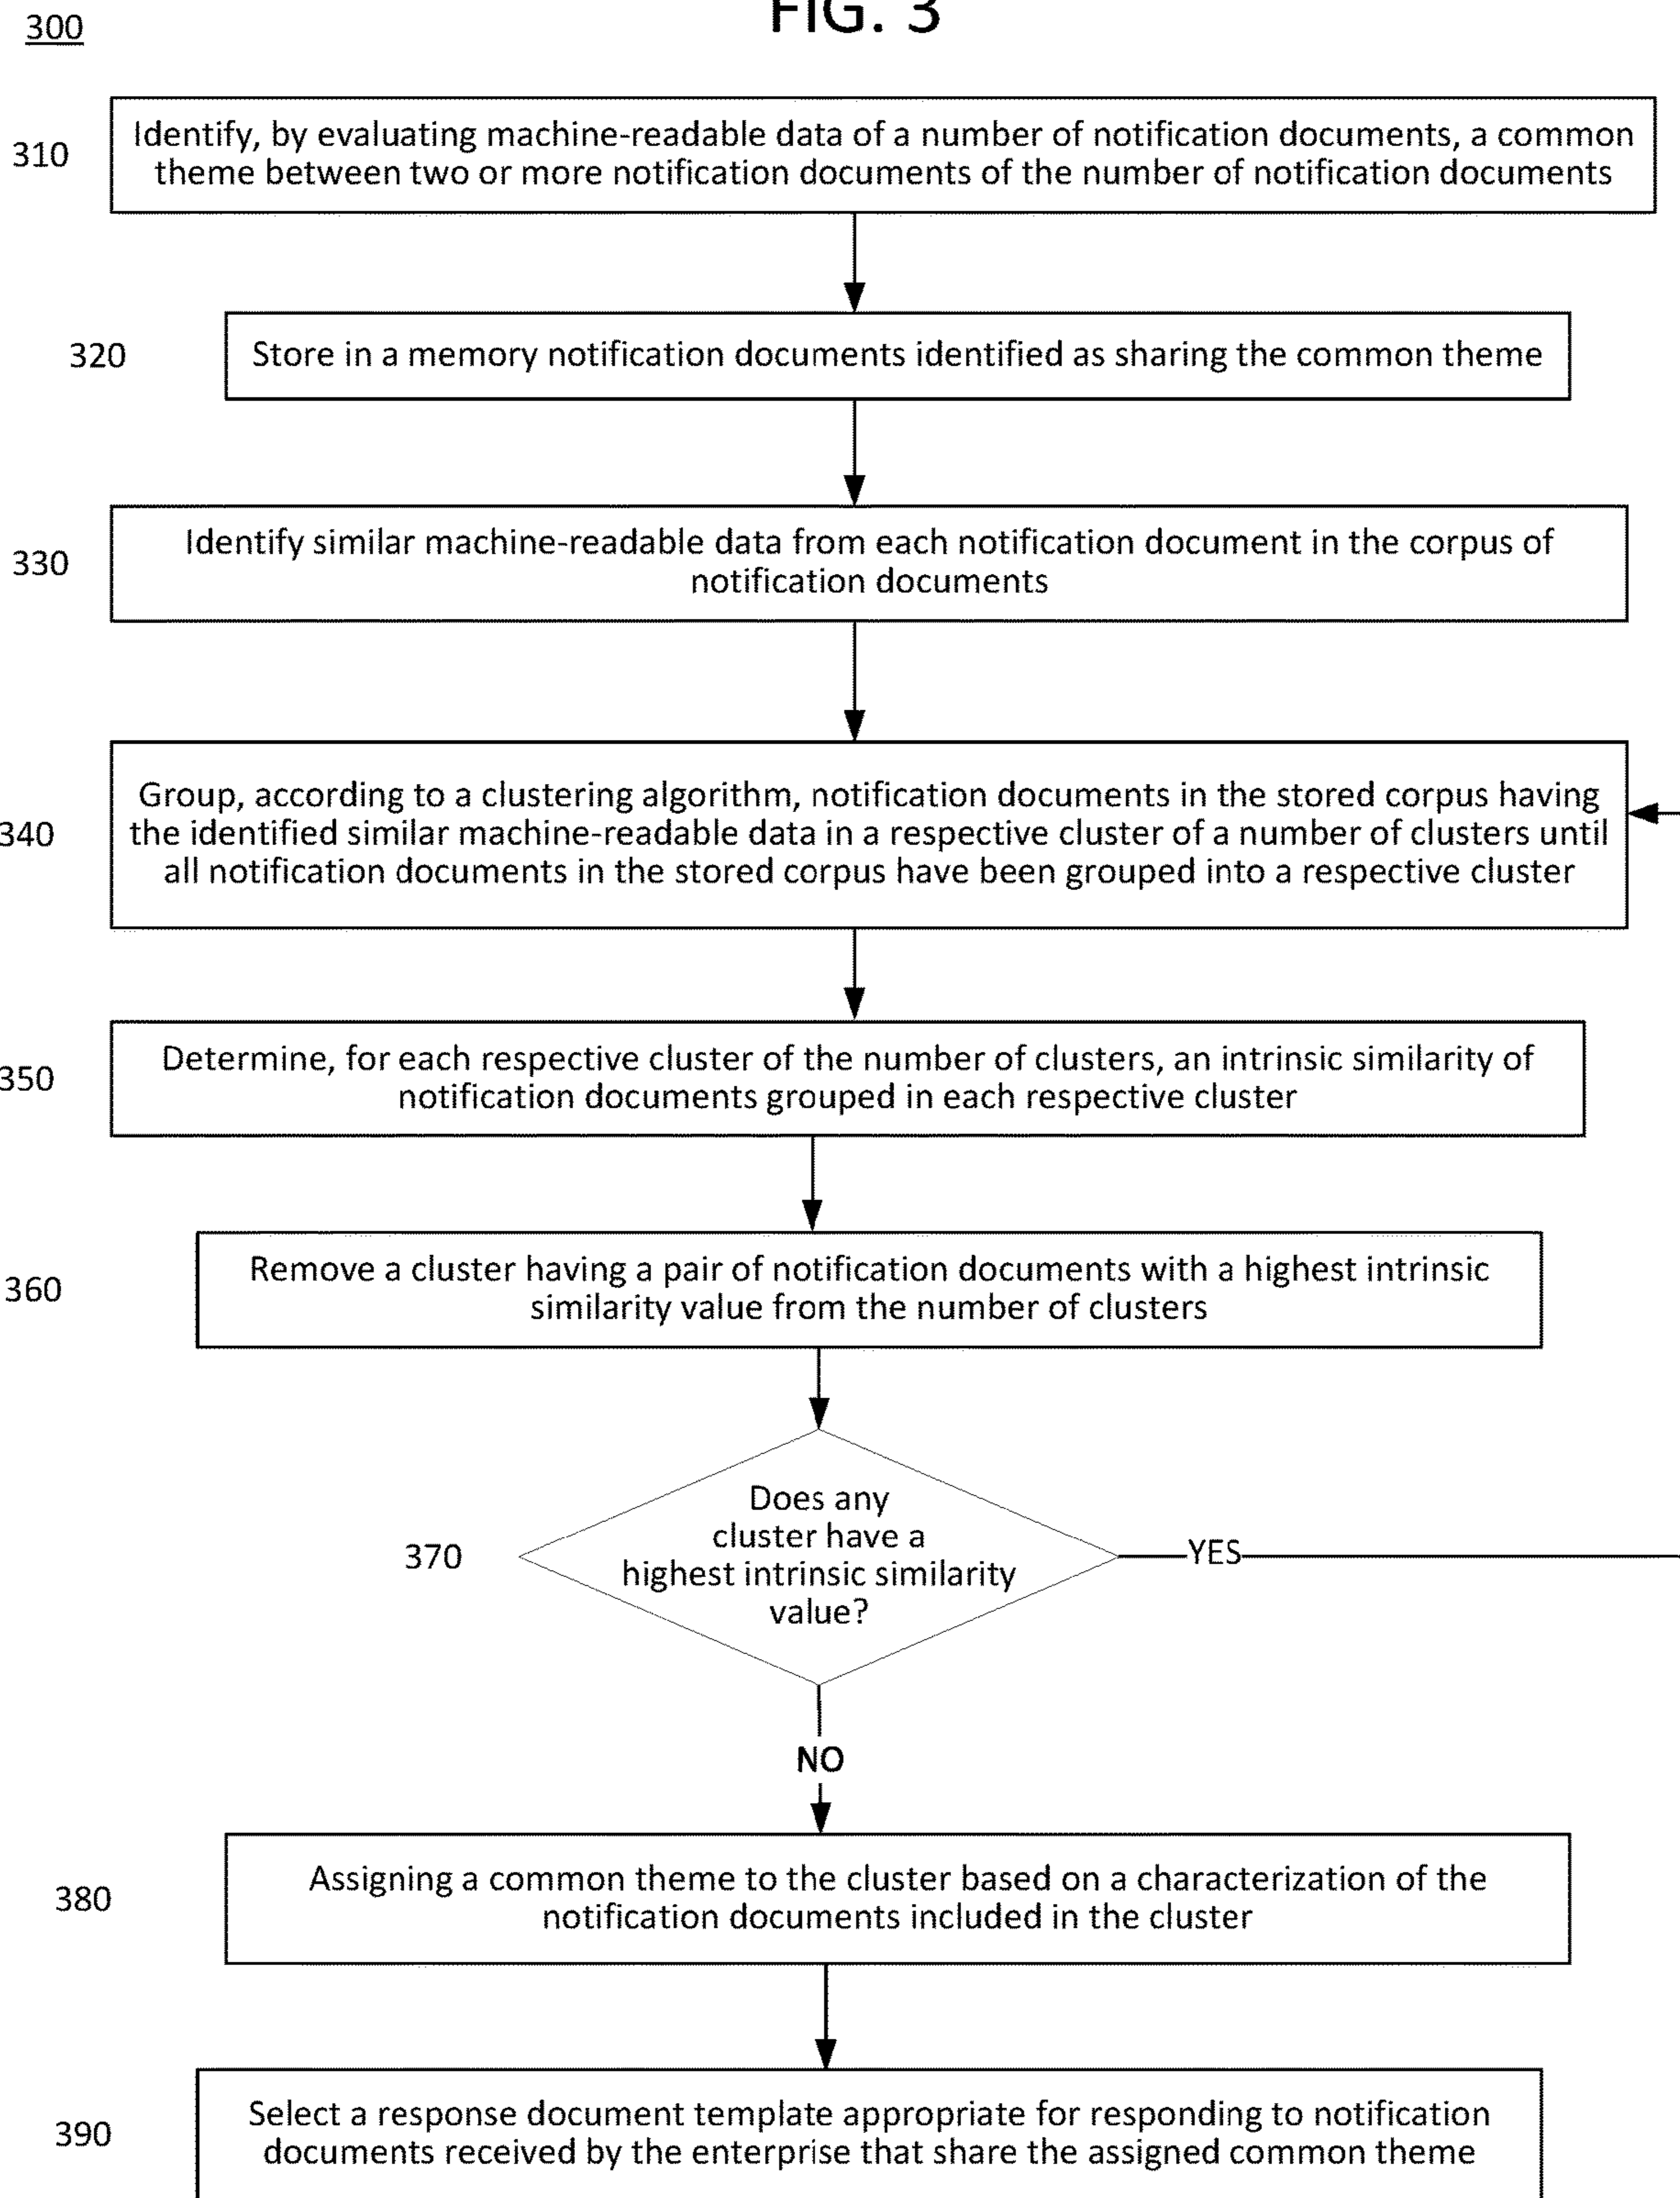 FIG. 3
300
310
Identify, by evaluating machine-readable data of a number of notification documents, a common
theme between two or more notification documents of the number of notification documents
320
Store in a memory notification documents identified as sharing the common theme
330
Identify similar machine-readable data from each notification document in the corpus of
notification documents
340
Group, according to a clustering algorithm, notification documents in the stored corpus having
the identified similar machine-readable data in a respective cluster of a number of clusters until
all notification documents in the stored corpus have been grouped into a respective cluster
350
Determine, for each respective cluster of the number of clusters, an intrinsic similarity of
notification documents grouped in each respective cluster
360
Remove a cluster having a pair of notification documents with a highest intrinsic
similarity value from the number of clusters
370
Does any
cluster have a
highest intrinsic similarity
value?
YES
NO
380
Assigning a common theme to the cluster based on a characterization of the
notification documents included in the cluster
390
Select a response document template appropriate for responding to notification
documents received by the enterprise that share the assigned common theme